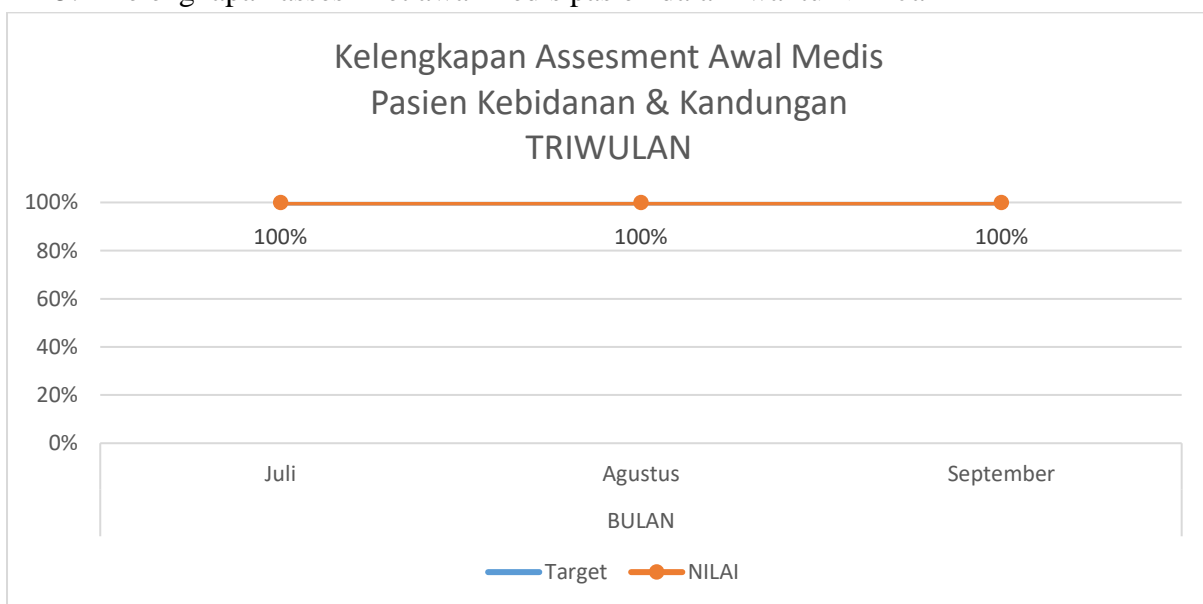 Kelengkapan Assesment Awal Medis
Pasien Kebidanan & Kandungan
TRIWULAN
100%
80%
60%
40%
20%
0%
100% 100% 100%
Juli Agustus September
BULAN
Target NILAI